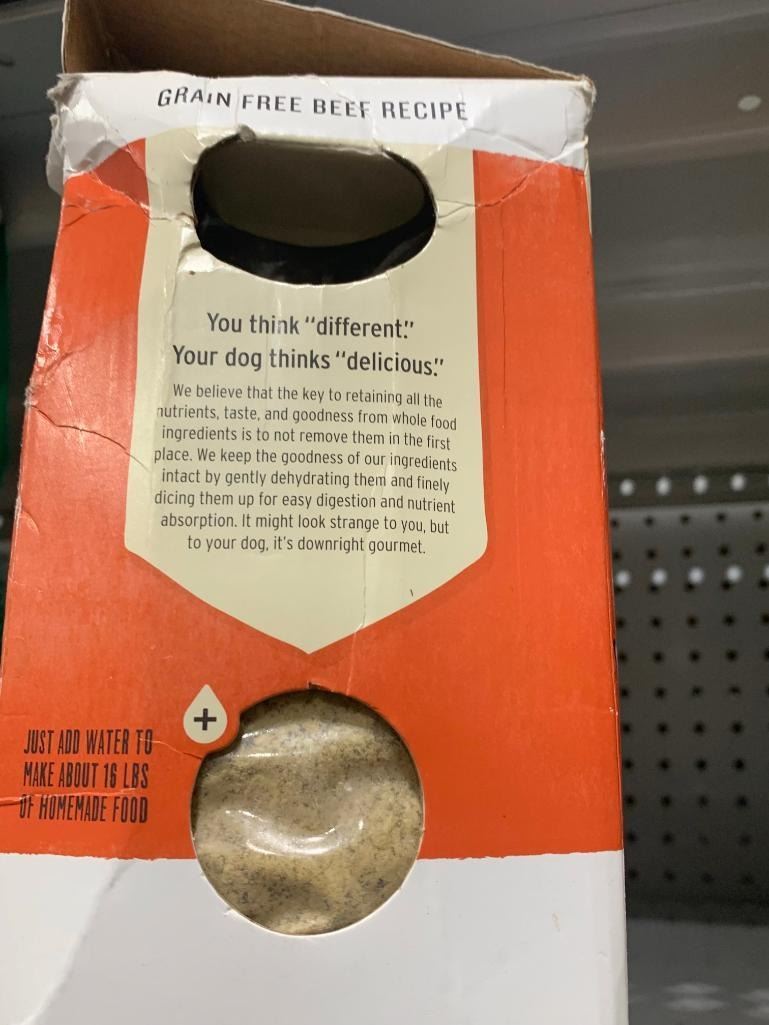 GRAIN FREE BEEF RECIPE
You think "different."
Your dog thinks "delicious."
We believe that the key to retaining all the
nutrients, taste, and goodness from whole food
ingredients is to not remove them in the first
place. We keep the goodness of our ingredients
intact by gently dehydrating them and finely
dicing them up for easy digestion and nutrient
absorption. It might look strange to you, but
to your dog, it's downright gourmet.
+
JUST ADD WATER TO
MAKE ABOUT 16 LBS
OF HOMEMADE FOOD